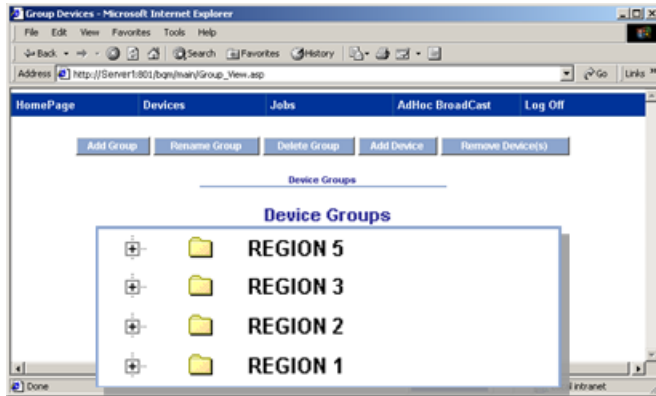 Group Devices - Microsoft Internet Explorer
File Edit View Favorites Tools Help
Back Search Favorites History
Address http://Server1:801/bqm/main/Group_View.asp Go Links
HomePage Devices Jobs AdHoc BroadCast Log Off
Add Group Rename Group Delete Group Add Device Remove Device(s)
Device Groups
Device Groups
REGION 5
REGION 3
REGION 2
REGION 1
Done intranet